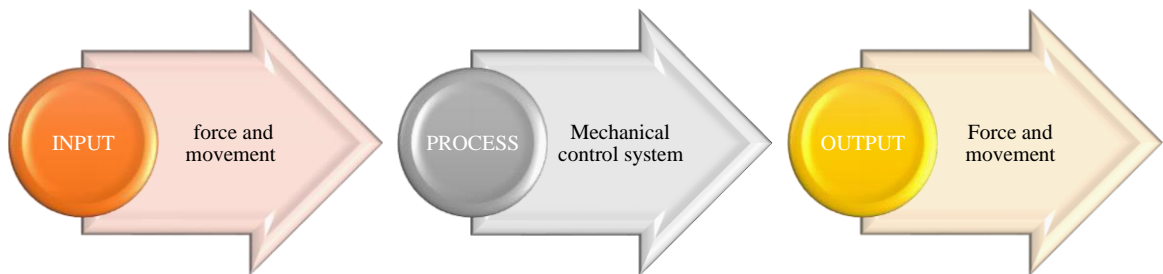 INPUT
force and
movement
PROCESS
Mechanical
control system
OUTPUT
Force and
movement